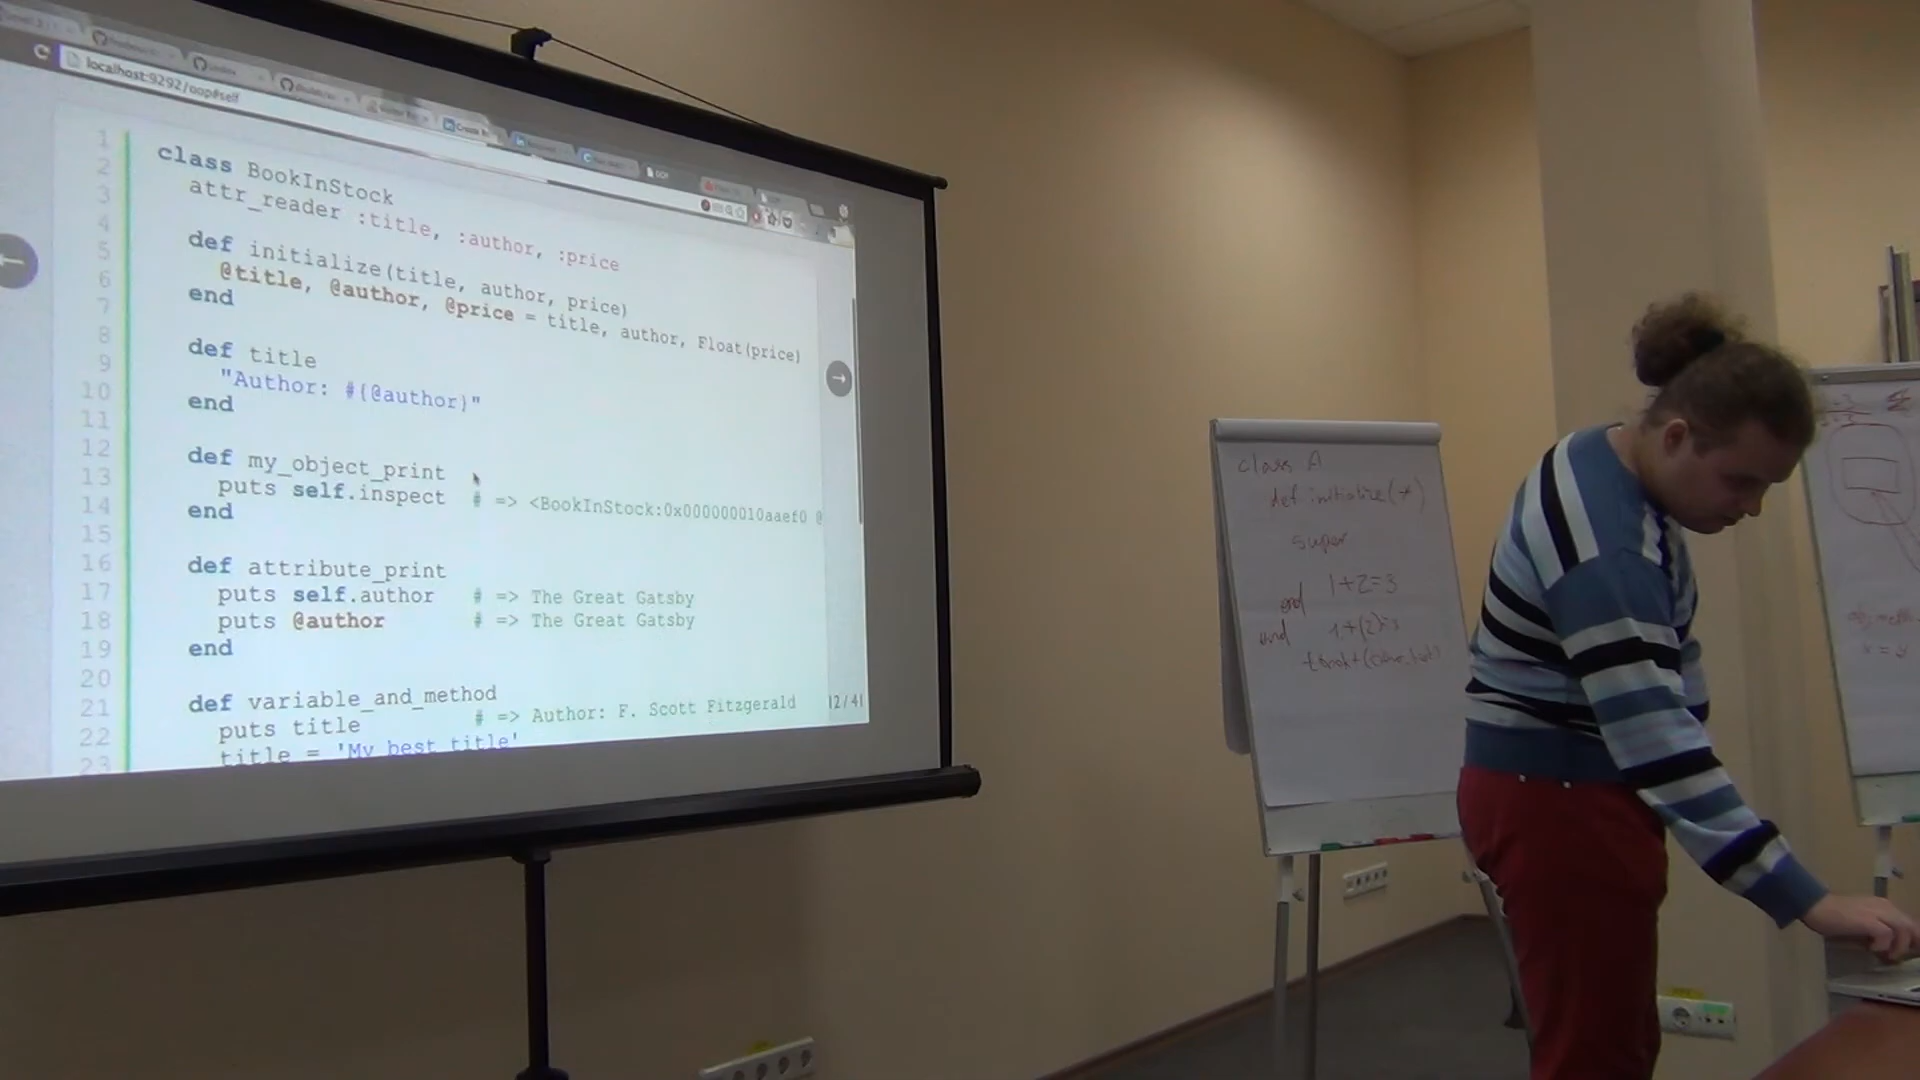 localhost:9292/oop#self
1
2
3
4
5
6
7
8
9
10
11
12
13
14
15
16
17
18
19
20
21
22
23
class BookInStock
attr_reader :title, :author, :price
def initialize(title, author, price)
@title, @author, @price = title, author, Float(price)
end
def title
"Author: #{@author}"
end
def my_object_print
puts self.inspect # => <BookInStock:0x000000010aaef0 @
end
def attribute_print
puts self.author # => The Great Gatsby
puts @author # => The Great Gatsby
end
def variable_and_method
puts title # => Author: F. Scott Fitzgerald
title = 'My best title'
12/41
class A
def initialize(*)
super
end
1+2=3
end
1+(2)=3
x = y